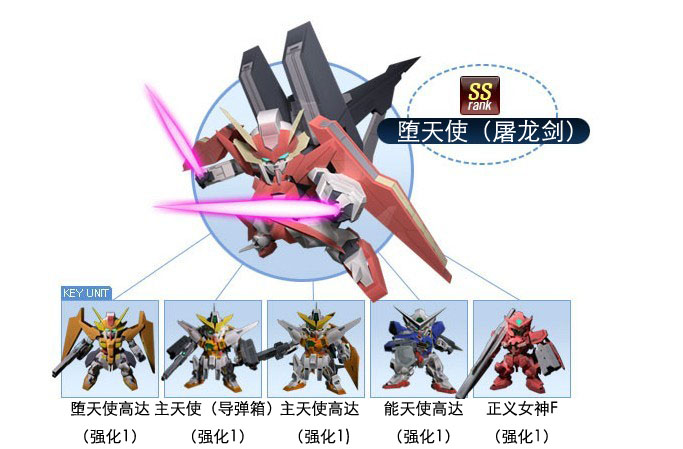 SS
rank
堕天使（屠龙剑）
KEY UNIT
堕天使高达 主天使（导弹箱） 主天使高达 能天使高达 正义女神F
（强化1） （强化1） （强化1) （强化1） （强化1）